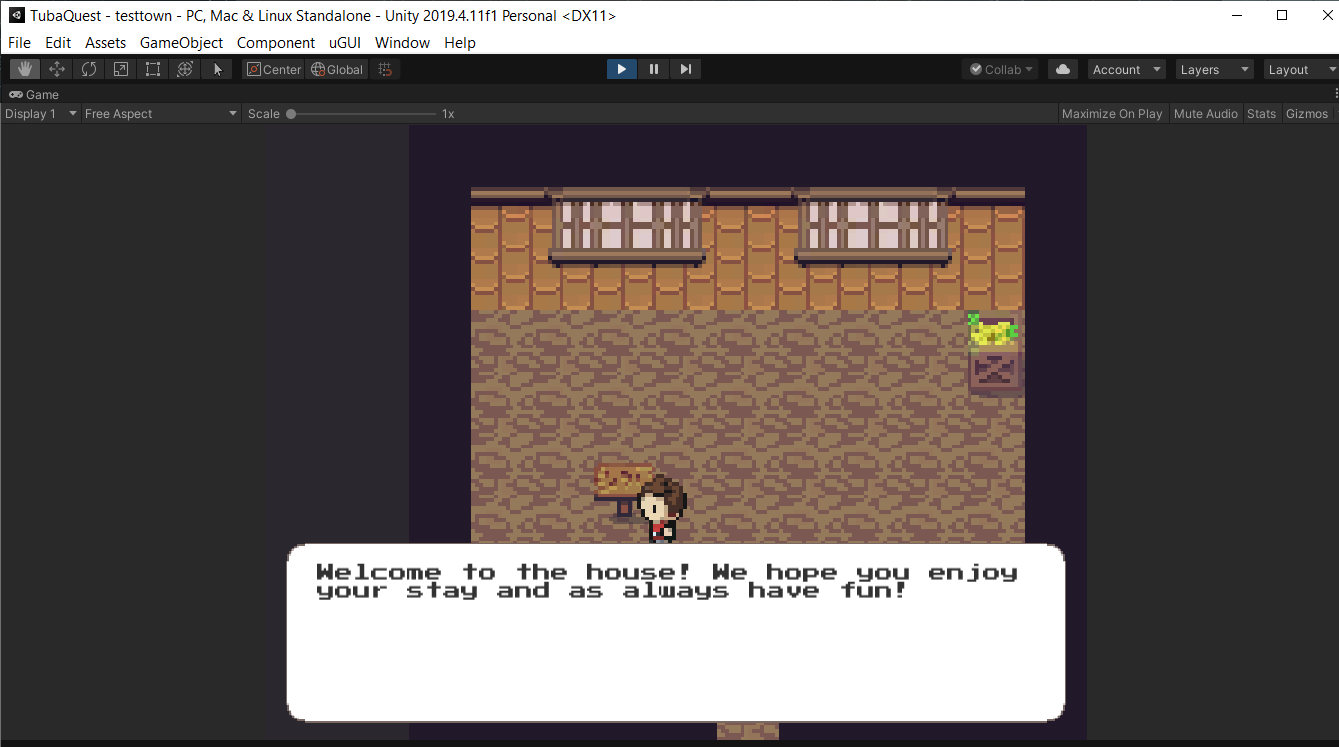 TubaQuest - testtown - PC, Mac & Linux Standalone - Unity 2019.4.11f1 Personal <DX11>
File Edit Assets GameObject Component uGUI Window Help
Center Global Collab Account Layers Layout
Game
Display 1 Free Aspect Scale 1x Maximize On Play Mute Audio Stats Gizmos
Welcome to the house! We hope you enjoy
your stay and as always have fun!